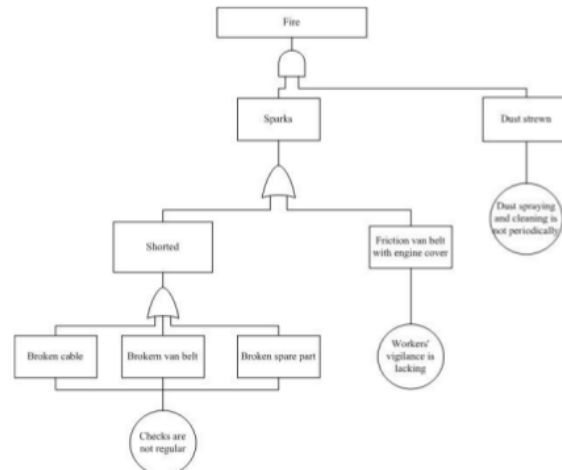 Fire
Sparks
Dust strewn
Dust spraying
and cleaning is
not periodically
Shorted
Friction van belt
with engine cover
Broken cable
Brokern van belt
Broken spare part
Workers'
vigilance is
lacking
Checks are
not regular